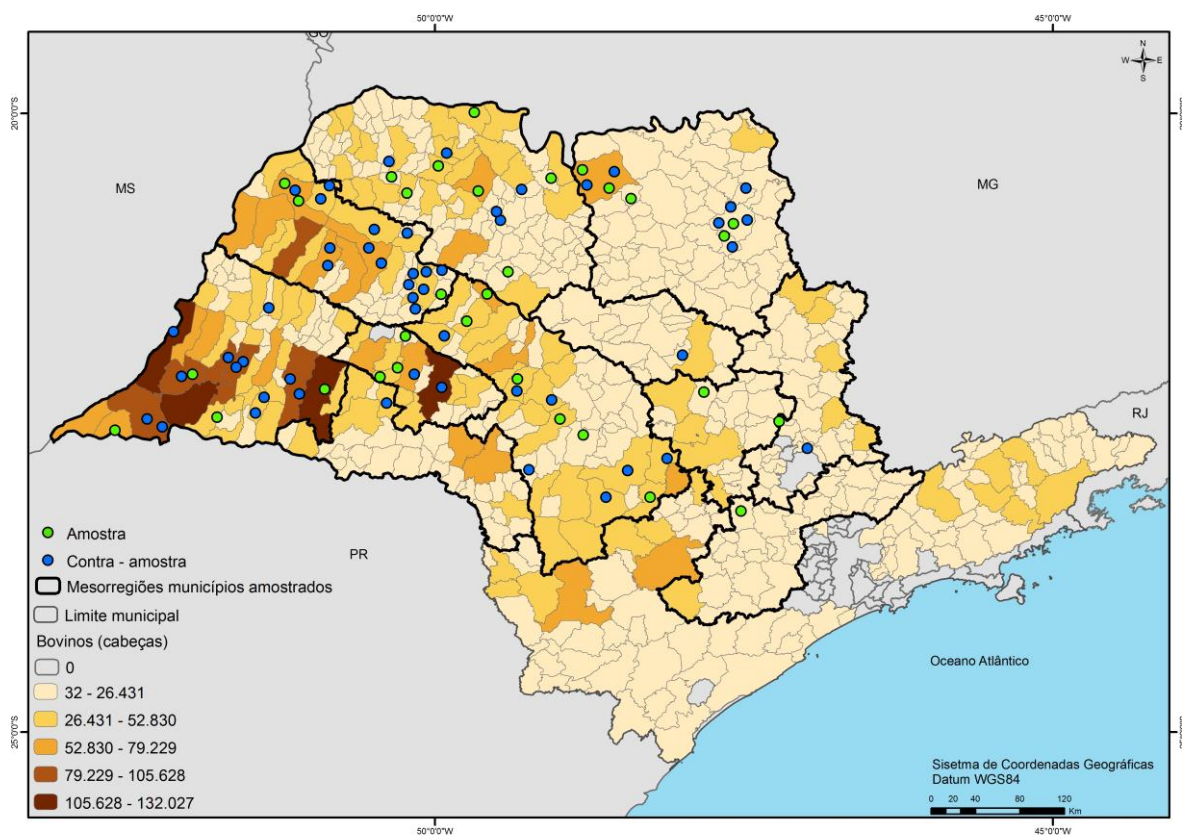 50°0'0"W
45°0'0"W
GO
N
W E
S
20°0'0"S
MS
MG
RJ
Amostra
Contra - amostra
PR
Mesorregiões municípios amostrados
Limite municipal
Bovinos (cabeças)
0
32 - 26.431
26.431 - 52.830
52.830 - 79.229
79.229 - 105.628
105.628 - 132.027
Oceano Atlântico
25°0'0"S
Sisetma de Coordenadas Geográficas
Datum WGS84
0 20 40 80 120
Km
50°0'0"W
45°0'0"W